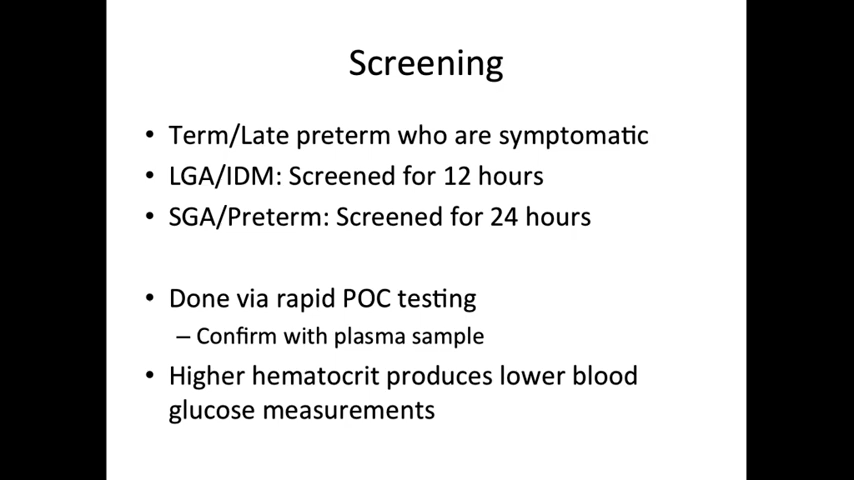 Screening
• Term/Late preterm who are symptomatic
• LGA/IDM: Screened for 12 hours
• SGA/Preterm: Screened for 24 hours
• Done via rapid POC testing
– Confirm with plasma sample
• Higher hematocrit produces lower blood
glucose measurements